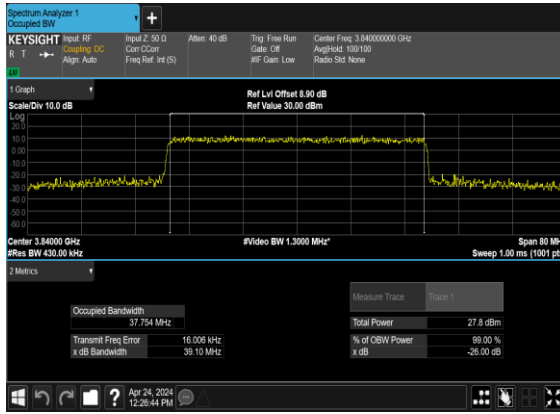 Spectrum Analyzer 1
Occupied BW
+
KEYSIGHT Input: RF Input Z: 50 Ω Atten: 40 dB Trig: Free Run Center Freq: 3.840000000 GHz
R T Coupling: DC Corr CCorr Gate: Off Avg|Hold: 100/100
Align: Auto Freq Ref: Int (S) #IF Gain: Low Radio Std: None
LW
1 Graph
Ref Lvl Offset 8.90 dB
Scale/Div 10.0 dB Ref Value 30.00 dBm
Log
20.0
10.0
0.00
-10.0
-20.0
-30.0
-40.0
-50.0
-60.0
Center 3.84000 GHz #Video BW 1.3000 MHz* Span 80 MH
#Res BW 430.00 kHz Sweep 1.00 ms (1001 pt
2 Metrics
Measure Trace Trace 1
Occupied Bandwidth
37.754 MHz Total Power 27.8 dBm
Transmit Freq Error 16.006 kHz % of OBW Power 99.00 %
x dB Bandwidth 39.10 MHz x dB -26.00 dB
? Apr 24, 2024
12:26:44 PM